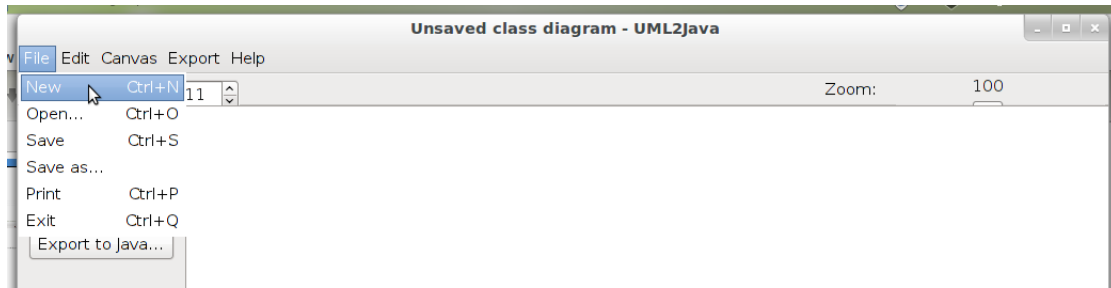 Unsaved class diagram - UML2Java
File Edit Canvas Export Help
New Ctrl+N
11
Zoom:
100
Open... Ctrl+O
Save Ctrl+S
Save as...
Print Ctrl+P
Exit Ctrl+Q
Export to Java...